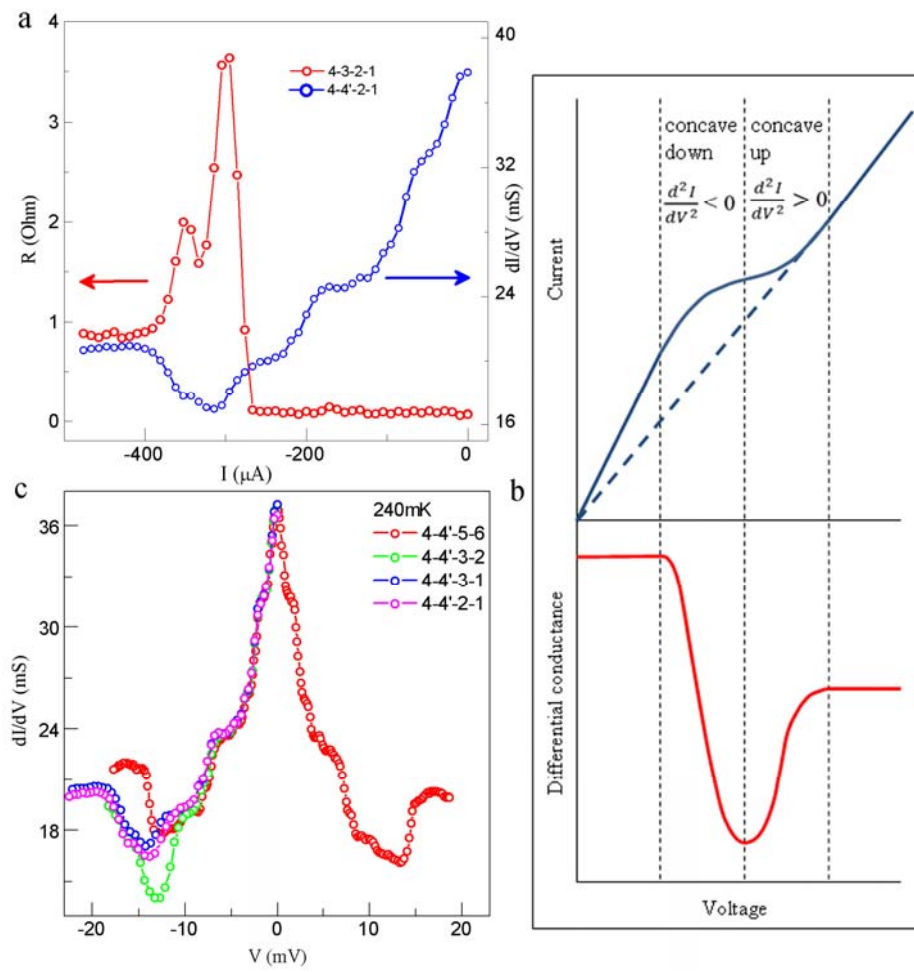 a
4
3
2
1
0
R (Ohm)
-400
-200
0
I (μA)
40
32
24
16
dI/dV (mS)
4-3-2-1
4-4'-2-1
b
Current
concave down
d²I/dV² < 0
concave up
d²I/dV² > 0
Differential conductance
Voltage
c
36
30
24
18
dI/dV (mS)
-20
-10
0
10
20
V (mV)
240mK
4-4'-5-6
4-4'-3-2
4-4'-3-1
4-4'-2-1